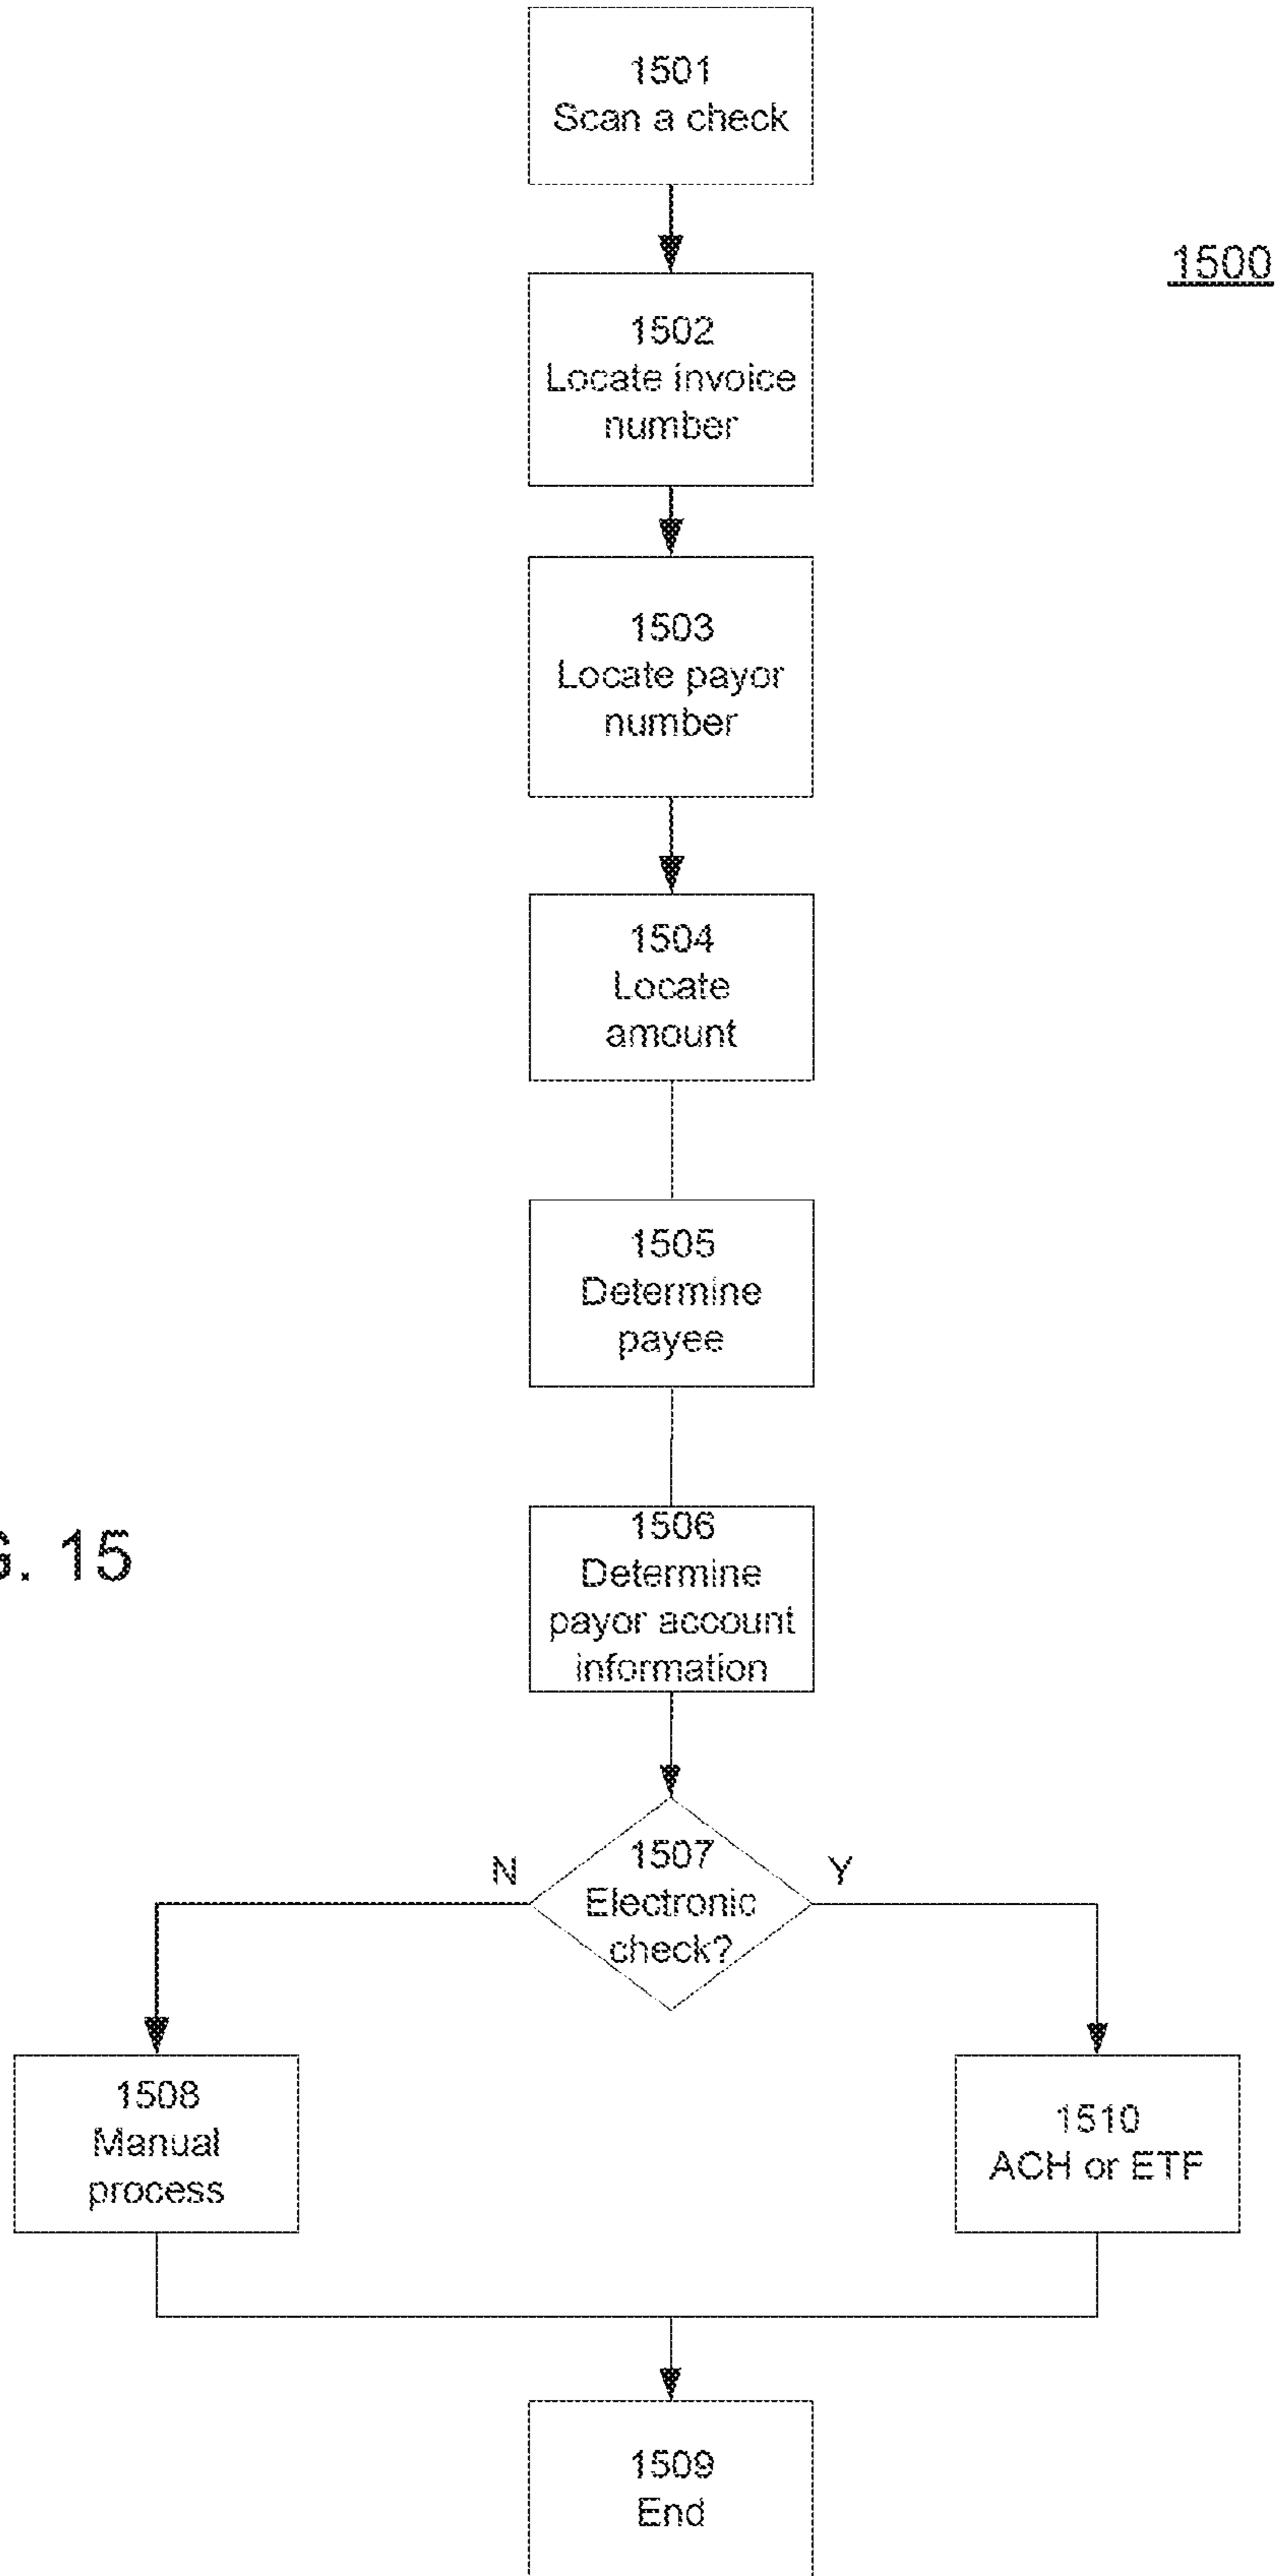 1501
Scan a check
1500
1502
Locate invoice
number
1503
Locate payor
number
1504
Locate
amount
1505
Determine
payee
1506
Determine
payor account
information
G. 15
1507
Electronic
check?
N
Y
1508
Manual
process
1510
ACH or ETF
1509
End